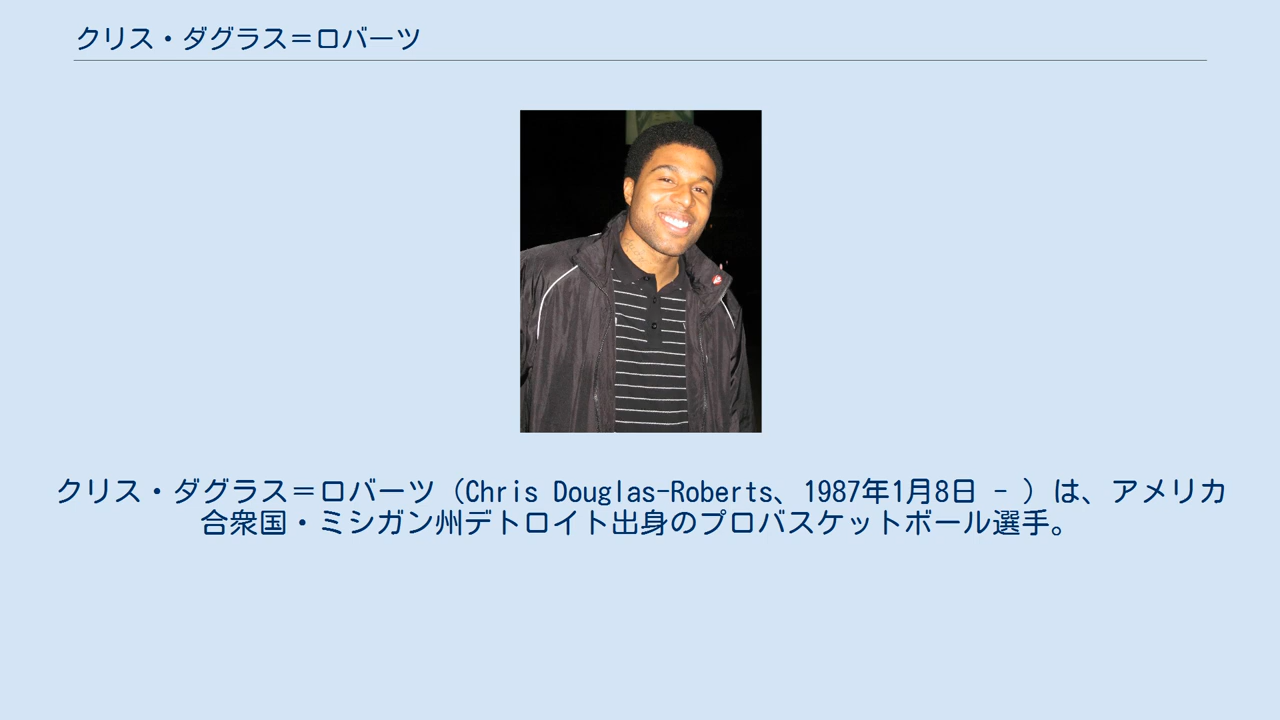 クリス・ダグラス＝ロバーツ
クリス・ダグラス＝ロバーツ（Chris Douglas-Roberts、1987年1月8日 - ）は、アメリカ
合衆国・ミシガン州デトロイト出身のプロバスケットボール選手。